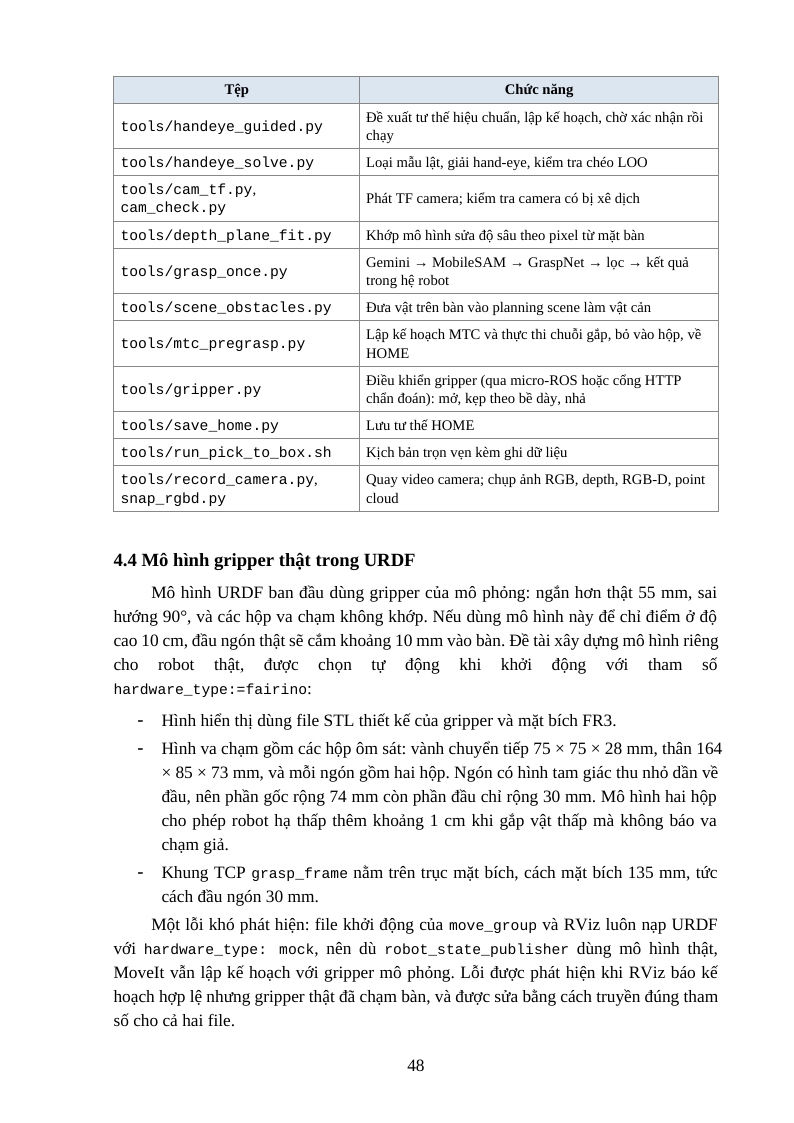 Tệp Chức năng
tools/handeye_guided.py Đề xuất tư thế hiệu chuẩn, lập kế hoạch, chờ xác nhận rồi
chạy
tools/handeye_solve.py Loại mẫu lật, giải hand-eye, kiểm tra chéo LOO
tools/cam_tf.py,
cam_check.py Phát TF camera; kiểm tra camera có bị xê dịch
tools/depth_plane_fit.py Khớp mô hình sửa độ sâu theo pixel từ mặt bàn
tools/grasp_once.py Gemini → MobileSAM → GraspNet → lọc → kết quả
trong hệ robot
tools/scene_obstacles.py Đưa vật trên bàn vào planning scene làm vật cản
tools/mtc_pregrasp.py Lập kế hoạch MTC và thực thi chuỗi gắp, bỏ vào hộp, về
HOME
tools/gripper.py Điều khiển gripper (qua micro-ROS hoặc cổng HTTP
chẩn đoán): mở, kẹp theo bề dày, nhả
tools/save_home.py Lưu tư thế HOME
tools/run_pick_to_box.sh Kịch bản trọn vẹn kèm ghi dữ liệu
tools/record_camera.py,
snap_rgbd.py Quay video camera; chụp ảnh RGB, depth, RGB-D, point
cloud
4.4 Mô hình gripper thật trong URDF
Mô hình URDF ban đầu dùng gripper của mô phỏng: ngắn hơn thật 55 mm, sai
hướng 90°, và các hộp va chạm không khớp. Nếu dùng mô hình này để chỉ điểm ở độ
cao 10 cm, đầu ngón thật sẽ cắm khoảng 10 mm vào bàn. Đề tài xây dựng mô hình riêng
cho robot thật, được chọn tự động khi khởi động với tham số
hardware_type:=fairino:
- Hình hiển thị dùng file STL thiết kế của gripper và mặt bích FR3.
- Hình va chạm gồm các hộp ôm sát: vành chuyển tiếp 75 × 75 × 28 mm, thân 164
× 85 × 73 mm, và mỗi ngón gồm hai hộp. Ngón có hình tam giác thu nhỏ dần về
đầu, nên phần gốc rộng 74 mm còn phần đầu chỉ rộng 30 mm. Mô hình hai hộp
cho phép robot hạ thấp thêm khoảng 1 cm khi gắp vật thấp mà không báo va
chạm giả.
- Khung TCP grasp_frame nằm trên trục mặt bích, cách mặt bích 135 mm, tức
cách đầu ngón 30 mm.
Một lỗi khó phát hiện: file khởi động của move_group và RViz luôn nạp URDF
với hardware_type: mock, nên dù robot_state_publisher dùng mô hình thật,
MoveIt vẫn lập kế hoạch với gripper mô phỏng. Lỗi được phát hiện khi RViz báo kế
hoạch hợp lệ nhưng gripper thật đã chạm bàn, và được sửa bằng cách truyền đúng tham
số cho cả hai file.
48